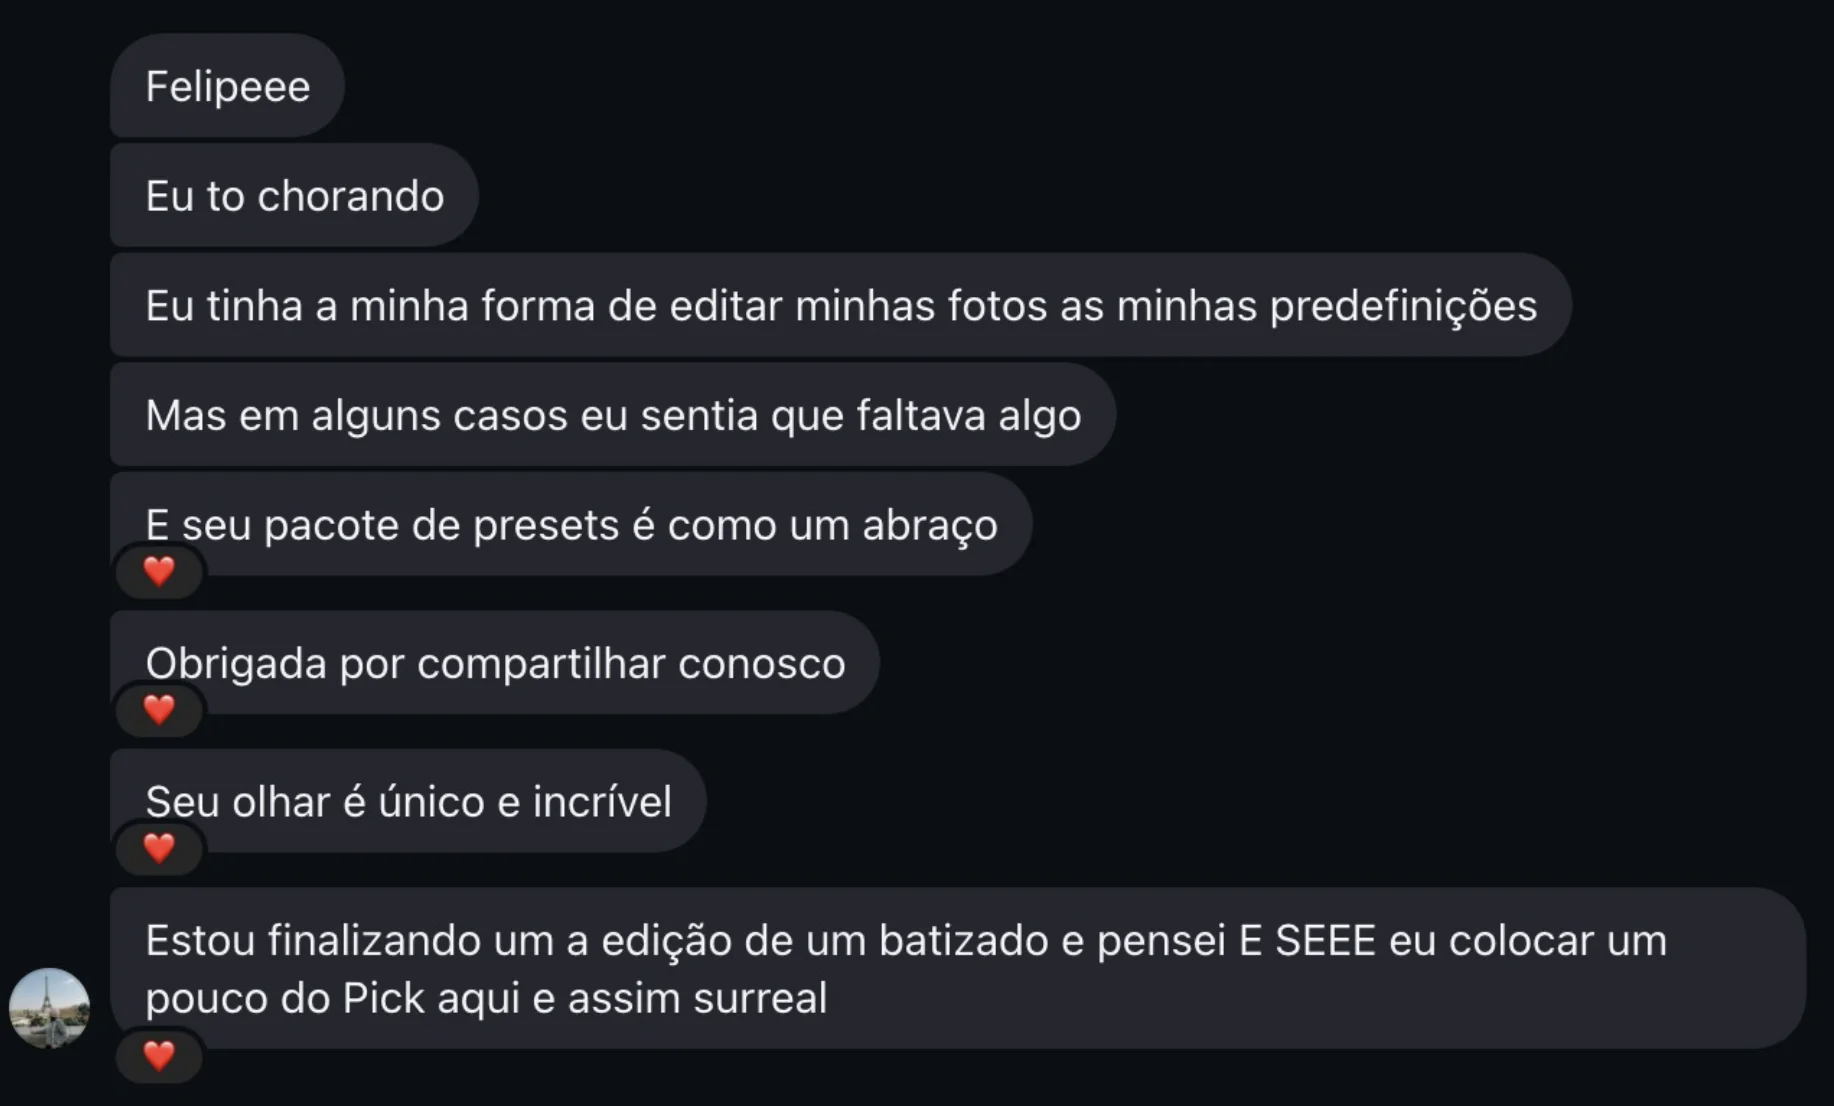 Felipeee
Eu to chorando
Eu tinha a minha forma de editar minhas fotos as minhas predefinições
Mas em alguns casos eu sentia que faltava algo
E seu pacote de presets é como um abraço
❤️
Obrigada por compartilhar conosco
❤️
Seu olhar é único e incrível
❤️
Estou finalizando um a edição de um batizado e pensei E SEEE eu colocar um
pouco do Pick aqui e assim surreal
❤️